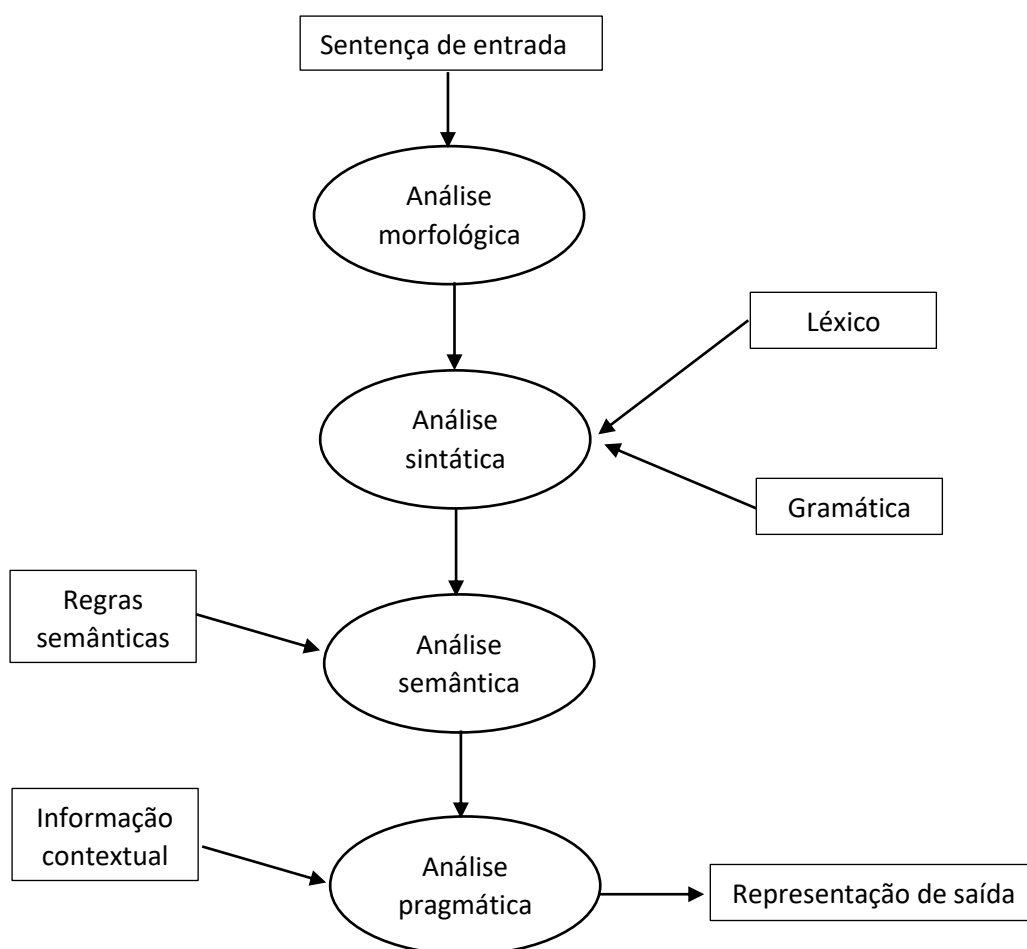 Sentença de entrada
Análise
morfológica
Léxico
Análise
sintática
Gramática
Regras
semânticas
Análise
semântica
Informação
contextual
Análise
pragmática
Representação de saída